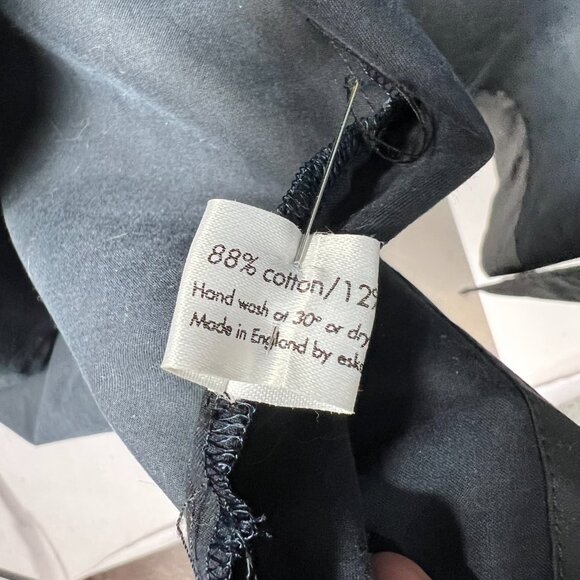 88% cotton/12%
Hand wash at 30° or dry
Made in England by esk